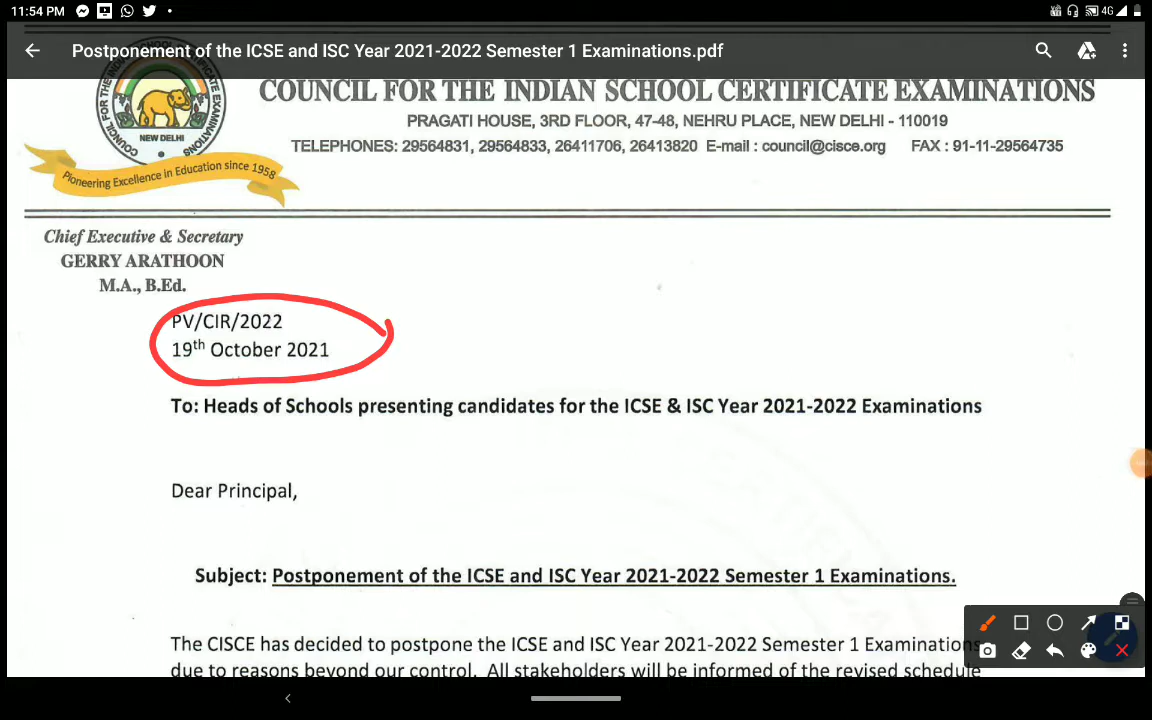 11:54 PM
4G
Postponement of the ICSE and ISC Year 2021-2022 Semester 1 Examinations.pdf
COUNCIL FOR THE INDIAN SCHOOL CERTIFICATE EXAMINATIONS
PRAGATI HOUSE, 3RD FLOOR, 47-48, NEHRU PLACE, NEW DELHI - 110019
TELEPHONES: 29564831, 29564833, 26411706, 26413820 E-mail : council@cisce.org FAX : 91-11-29564735
NEW DELHI
Pioneering Excellence in Education since 1958
Chief Executive & Secretary
GERRY ARATHOON
M.A., B.Ed.
PV/CIR/2022
19th October 2021
To: Heads of Schools presenting candidates for the ICSE & ISC Year 2021-2022 Examinations
Dear Principal,
Subject: Postponement of the ICSE and ISC Year 2021-2022 Semester 1 Examinations.
The CISCE has decided to postpone the ICSE and ISC Year 2021-2022 Semester 1 Examinations
due to reasons beyond our control. All stakeholders will be informed of the revised schedule